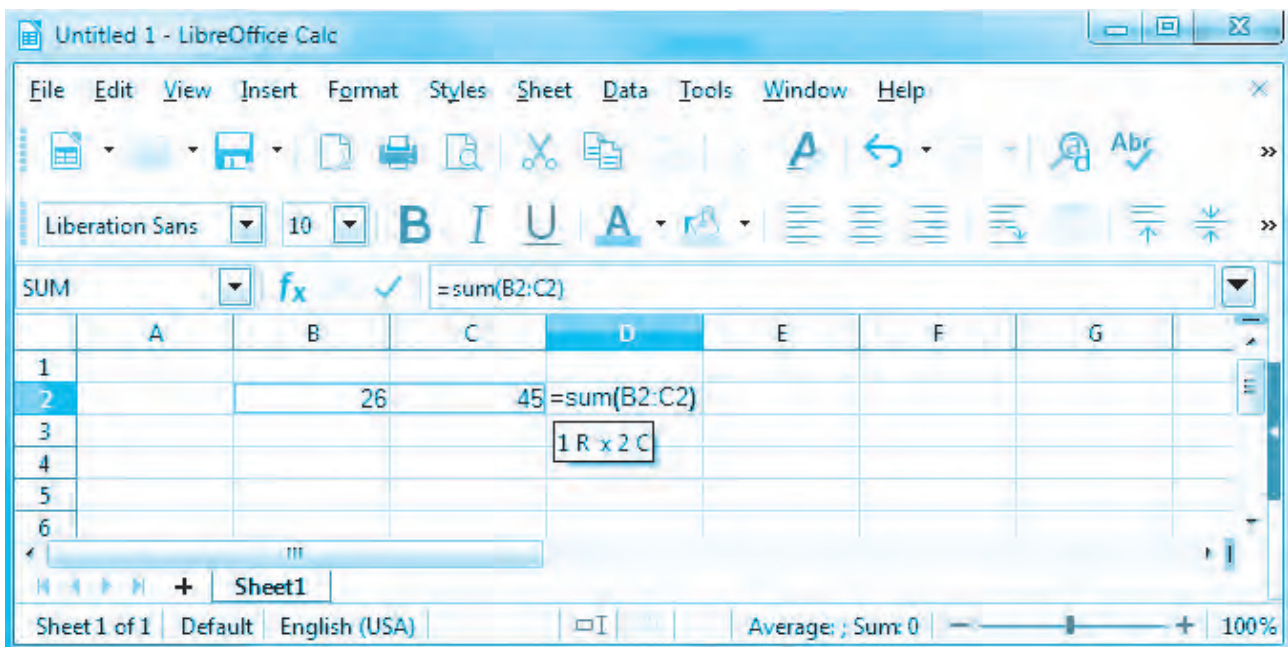 Untitled 1 - LibreOffice Calc
File Edit View Insert Format Styles Sheet Data Tools Window Help
A a Abc
Liberation Sans 10 B I U A
SUM fx =sum(B2:C2)
A B C D E F G
1
2 26 45 =sum(B2:C2)
3 1 R x 2 C
4
5
6
Sheet1
Sheet 1 of 1 Default English (USA) Average: ; Sum: 0 100%